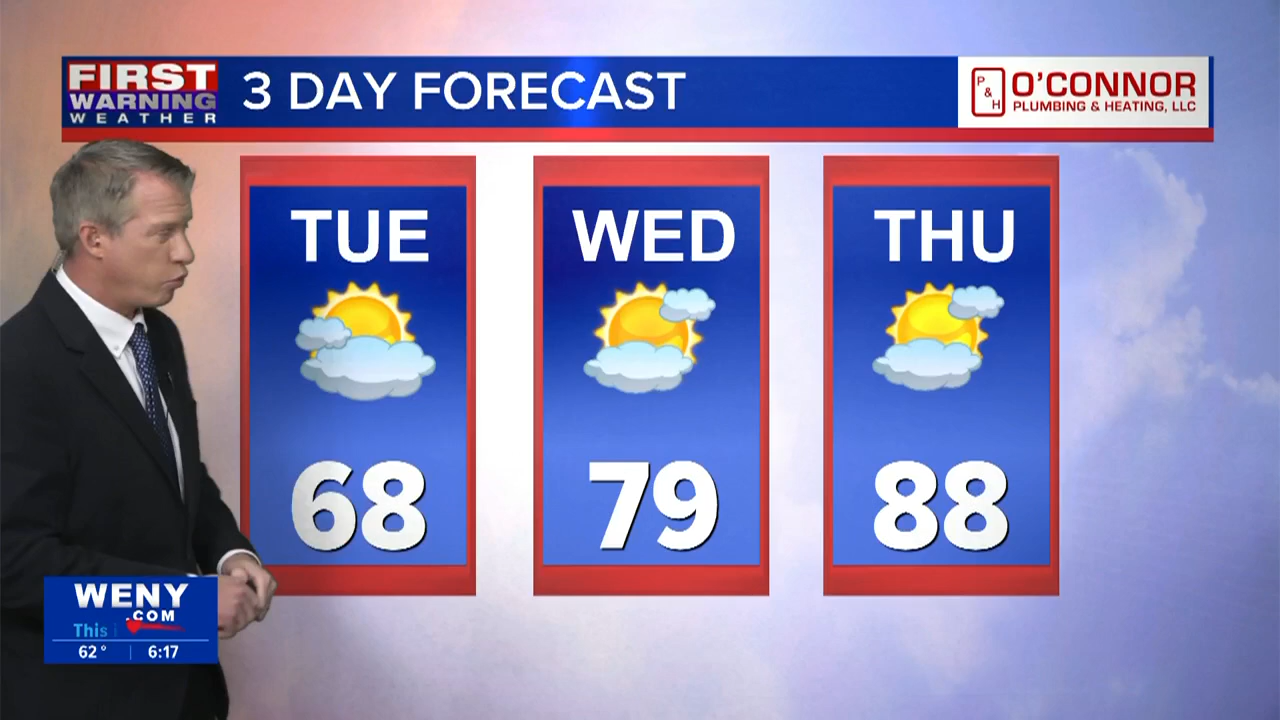 FIRST
WARNING
WEATHER
3 DAY FORECAST
P
&
H
O'CONNOR
PLUMBING & HEATING, LLC
TUE
WED
THU
68
79
88
WENY
.COM
This
62° 6:17